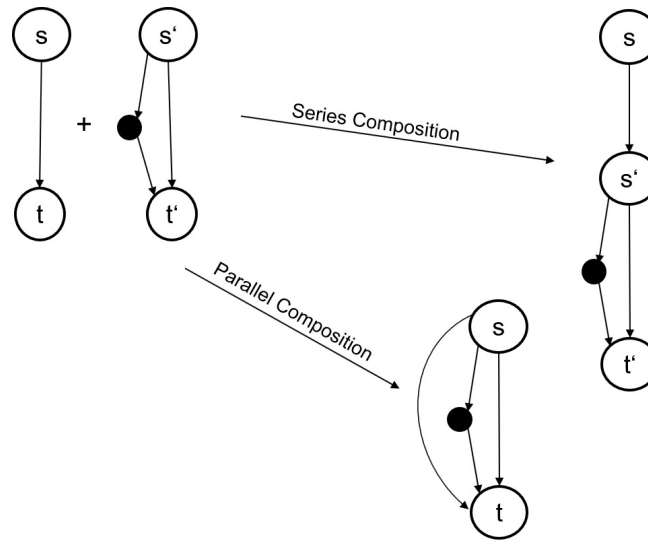 s
s‘
s
+
Series Composition
t
t‘
s‘
Parallel Composition
s
t‘
t